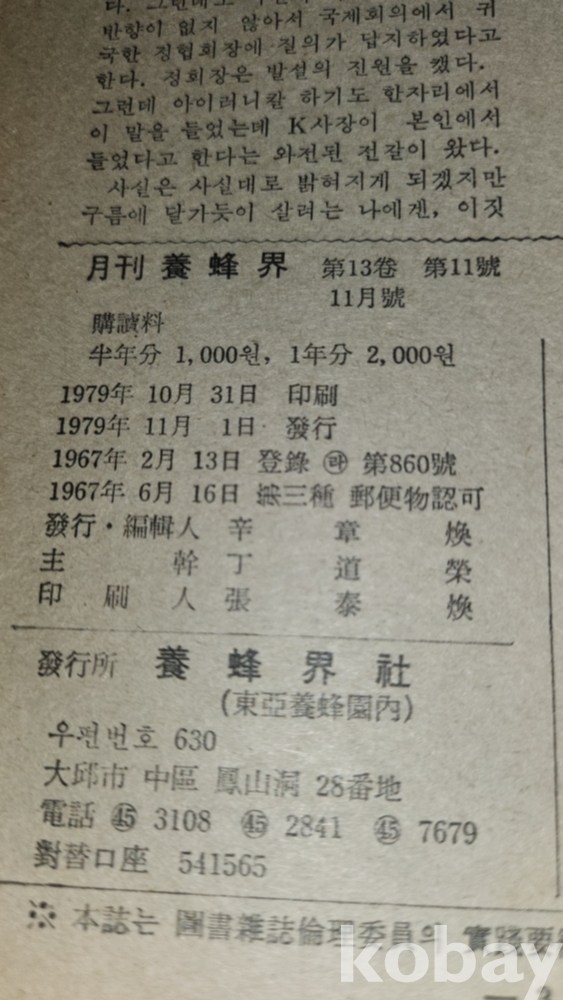 다. 그런데
반향이 없지 않아서 국제회의에서 귀
국한 정협회장에 질의가 답지하였다고
한다. 정회장은 발설의 진원을 캤다.
그런데 아이러니칼 하기도 한자리에서
이 말을 들었는데 K사장이 본인에서
들었다고 한다는 와전된 전갈이 왔다.
사실은 사실대로 밝혀지게 되겠지만
구름에 달가듯이 살려는 나에겐, 이짓
月刊 養蜂界 第13卷 第11號
11月號
購讀料
半年分 1,000원, 1年分 2,000원
1979年 10月 31日 印刷
1979年 11月 1日 發行
1967年 2月 13日 登錄 ㉱ 第860號
1967年 6月 16日 第三種 郵便物認可
發行·編輯人 辛章煥
主幹 丁道榮
印刷人 張泰煥
發行所 養蜂界社
(東亞養蜂園內)
우편번호 630
大邱市 中區 鳳山洞 28番地
電話 ㊺ 3108 ㊺ 2841 ㊺ 7679
對替口座 541565
※ 本誌는 圖書雜誌倫理委員의 實踐要
kobay